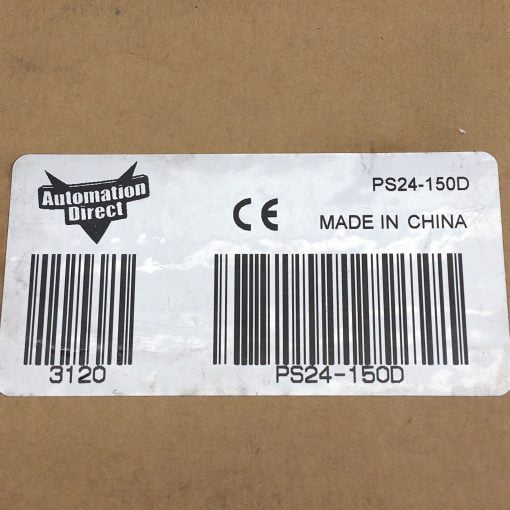 Automation
Direct
CE
PS24-150D
MADE IN CHINA
3120
PS24-150D